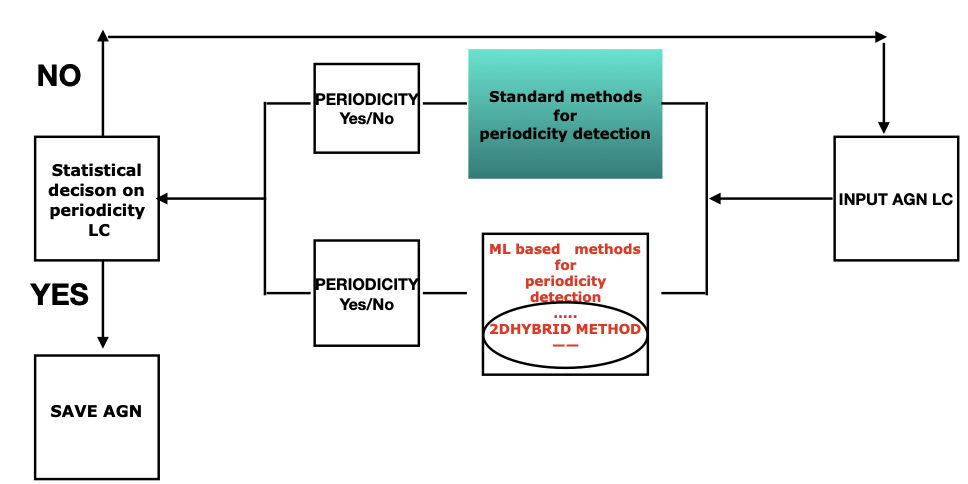 NO
PERIODICITY
Yes/No
Standard methods
for
periodicity detection
Statistical
decison on
periodicity
LC
INPUT AGN LC
YES
PERIODICITY
Yes/No
ML based methods
for
periodicity
detection
.....
2DHYBRID METHOD
——
SAVE AGN